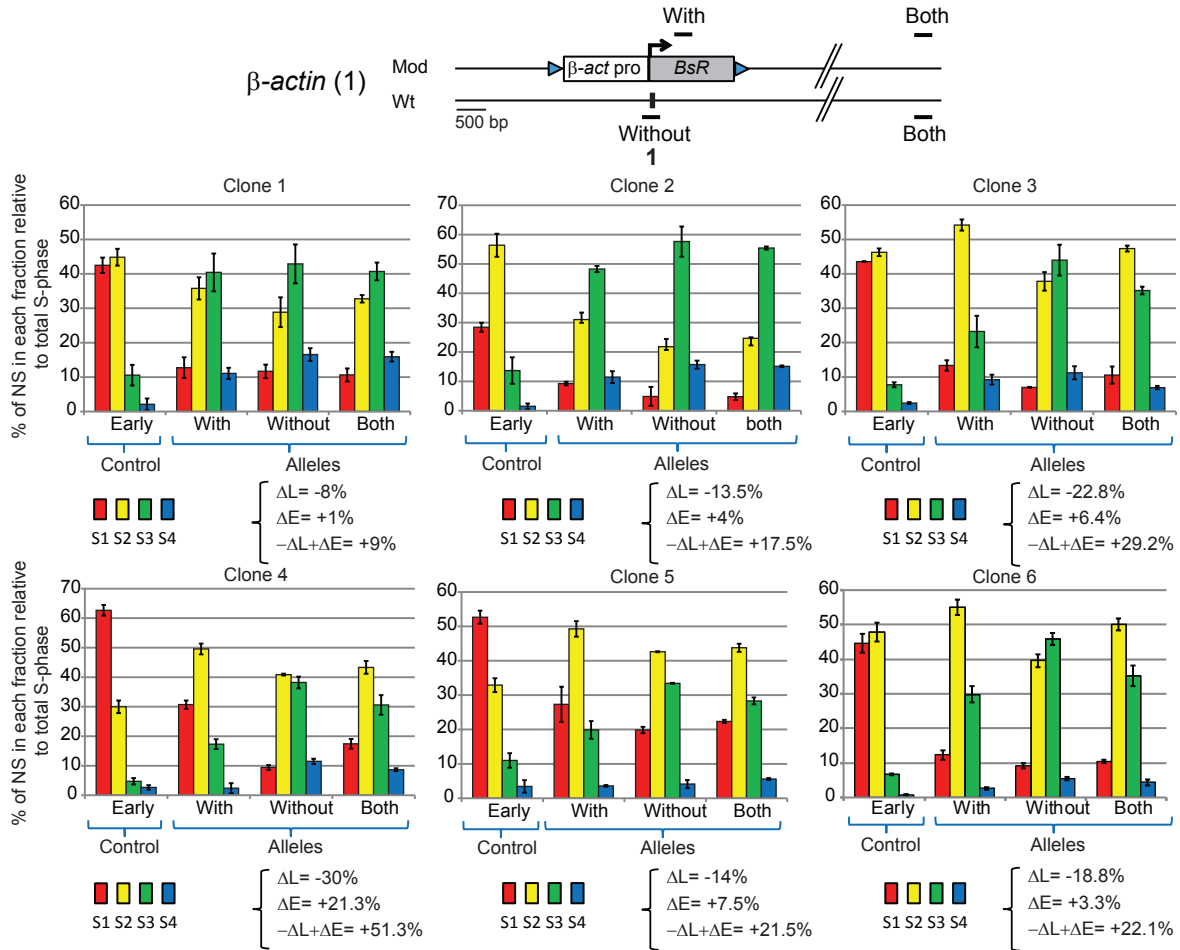 With
Both
β-actin (1)
Mod
β-act pro
BsR
Wt
500 bp
Without
Both
1
% of NS in each fraction relative
to total S-phase
Clone 1
60
50
40
30
20
10
0
Early
With
Without
Both
Control
Alleles
S1
S2
S3
S4
ΔL= -8%
ΔE= +1%
−ΔL+ΔE= +9%
Clone 2
70
60
50
40
30
20
10
0
Early
With
Without
both
Control
Alleles
S1
S2
S3
S4
ΔL= -13.5%
ΔE= +4%
−ΔL+ΔE= +17.5%
Clone 3
60
50
40
30
20
10
0
Early
With
Without
Both
Control
Alleles
S1
S2
S3
S4
ΔL= -22.8%
ΔE= +6.4%
−ΔL+ΔE= +29.2%
% of NS in each fraction relative
to total S-phase
Clone 4
70
60
50
40
30
20
10
0
Early
With
Without
Both
Control
Alleles
S1
S2
S3
S4
ΔL= -30%
ΔE= +21.3%
−ΔL+ΔE= +51.3%
Clone 5
60
50
40
30
20
10
0
Early
With
Without
Both
Control
Alleles
S1
S2
S3
S4
ΔL= -14%
ΔE= +7.5%
−ΔL+ΔE= +21.5%
Clone 6
60
50
40
30
20
10
0
Early
With
Without
Both
Control
Alleles
S1
S2
S3
S4
ΔL= -18.8%
ΔE= +3.3%
−ΔL+ΔE= +22.1%